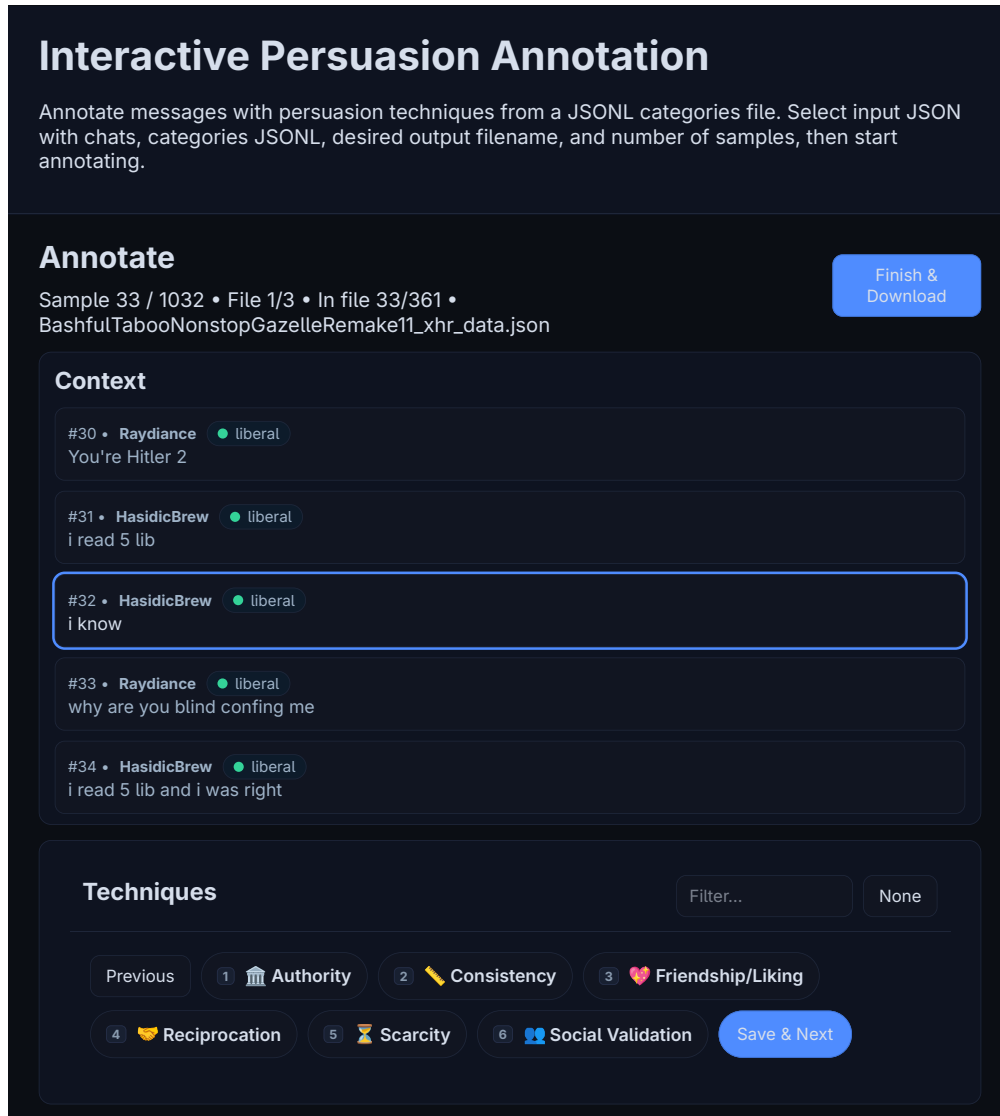 Interactive Persuasion Annotation
Annotate messages with persuasion techniques from a JSONL categories file. Select input JSON
with chats, categories JSONL, desired output filename, and number of samples, then start
annotating.
Annotate
Finish &
Download
Sample 33 / 1032 • File 1/3 • In file 33/361 •
BashfulTabooNonstopGazelleRemake11_xhr_data.json
Context
#30 • Raydiance liberal
You're Hitler 2
#31 • HasidicBrew liberal
i read 5 lib
#32 • HasidicBrew liberal
i know
#33 • Raydiance liberal
why are you blind confing me
#34 • HasidicBrew liberal
i read 5 lib and i was right
Techniques
Filter...
None
Previous
1 🏛️ Authority
2 📏 Consistency
3 💖 Friendship/Liking
4 🤝 Reciprocation
5 ⏳ Scarcity
6 👥 Social Validation
Save & Next